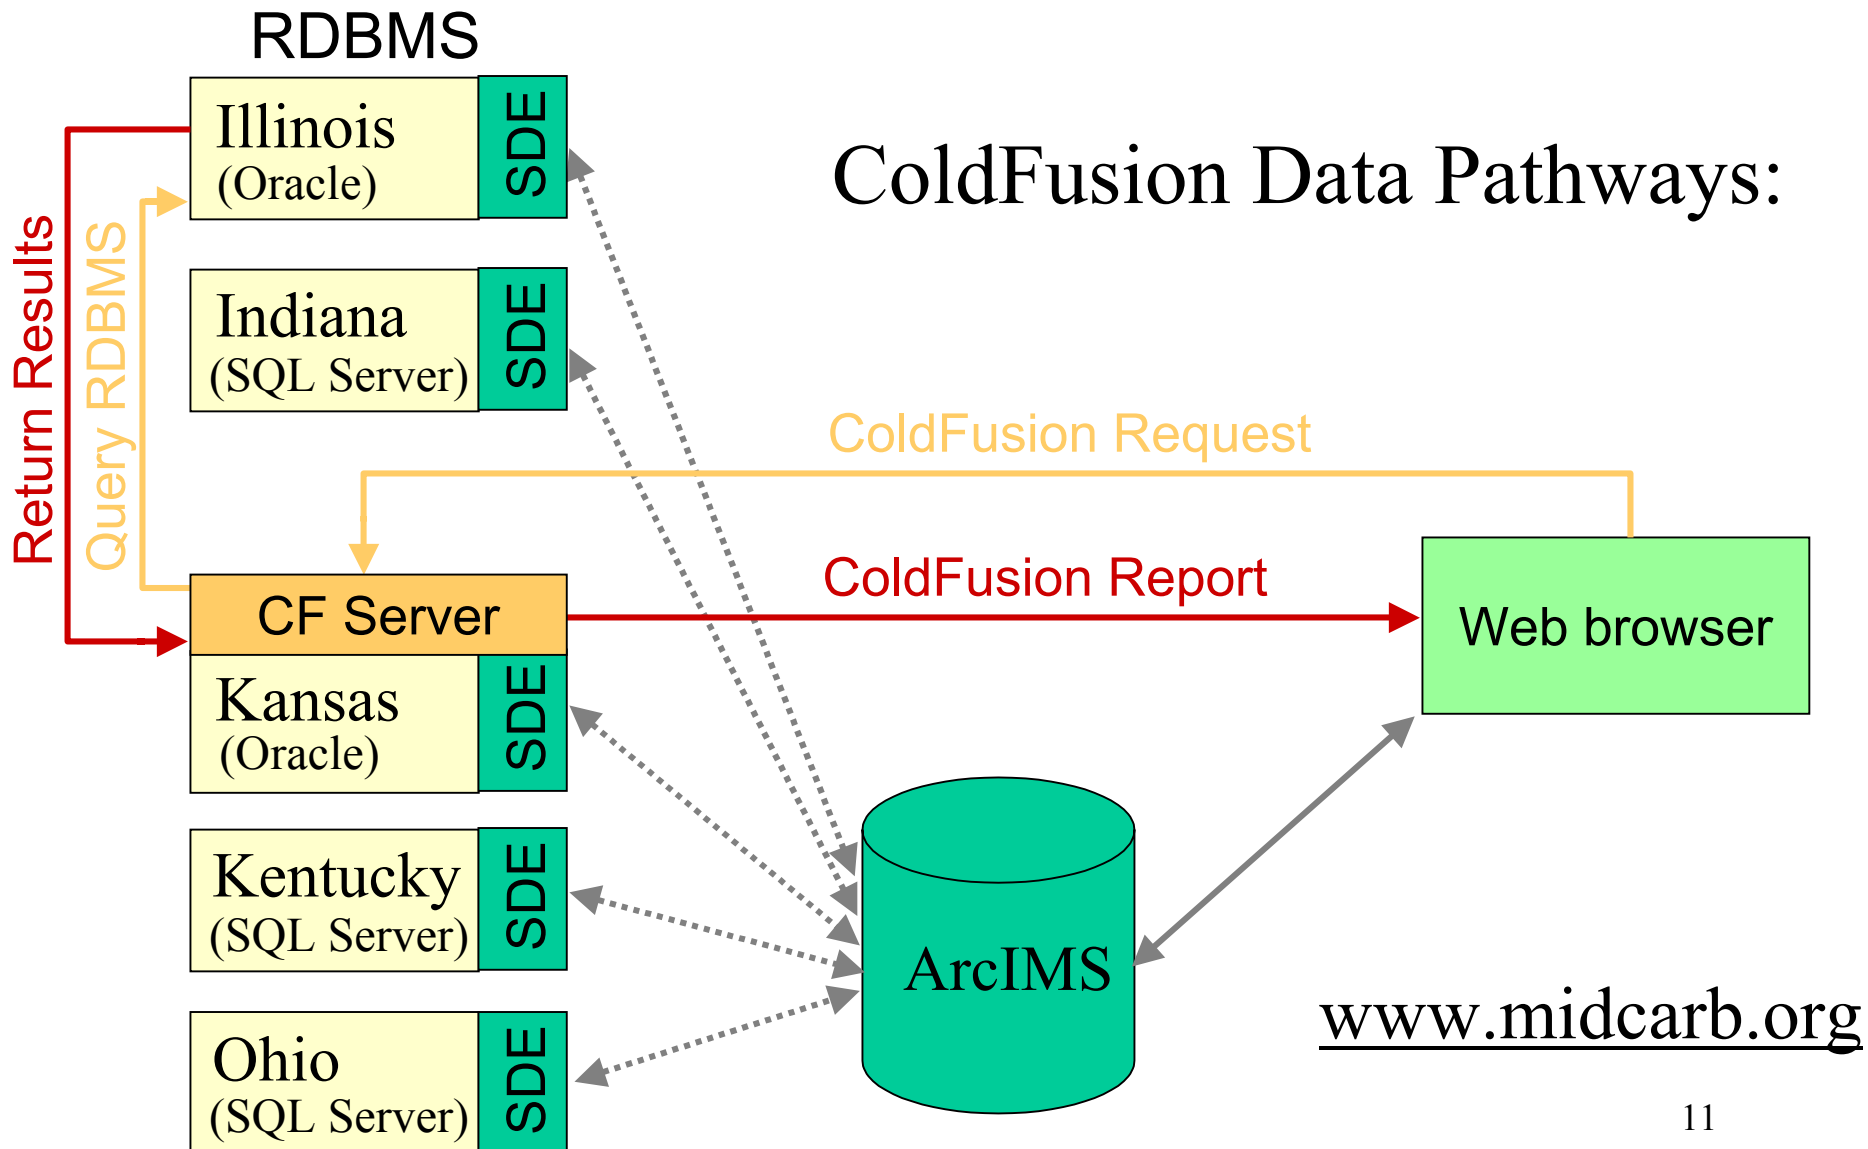 RDBMS
Illinois
(Oracle)
SDE
ColdFusion Data Pathways:
Return Results
Query RDBMS
Indiana
(SQL Server)
SDE
ColdFusion Request
ColdFusion Report
CF Server
Web browser
Kansas
(Oracle)
SDE
Kentucky
(SQL Server)
SDE
ArcIMS
www.midcarb.org
Ohio
(SQL Server)
SDE
11